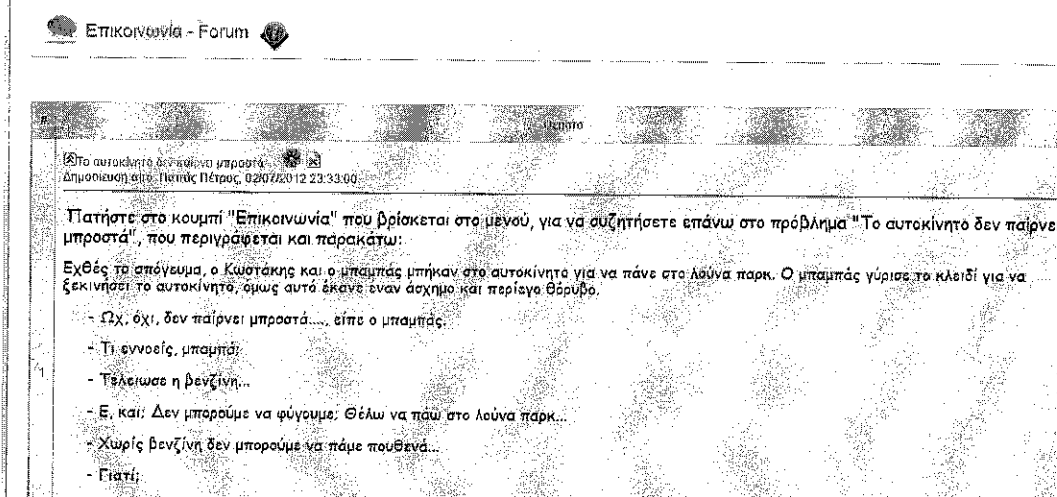 Επικοινωνία - Forum
#
Θέματα
Το αυτοκίνητο δεν παίρνει μπροστά
Δημοσίευση από Παπάς Πέτρος, 02/07/2012 23:33:00
Πατήστε στο κουμπί "Επικοινωνία" που βρίσκεται στο μενού, για να συζητήσετε επάνω στο πρόβλημα "Το αυτοκίνητο δεν παίρνε
μπροστά", που περιγράφεται και παρακάτω:
Εχθές το απόγευμα, ο Κωστάκης και ο μπαμπάς μπήκαν στο αυτοκίνητο για να πάνε στο λούνα παρκ. Ο μπαμπάς γύρισε το κλειδί για να
ξεκινήσει το αυτοκίνητο, όμως αυτό έκανε έναν άσχημο και περίεγο θόρυβο.
- Ωχ, όχι, δεν παίρνει μπροστά...., είπε ο μπαμπάς.
- Τι εννοείς, μπαμπά;
- Τέλειωσε η βενζίνη...
1
- Ε, και; Δεν μπορούμε να φύγουμε; Θέλω να πάω στο λούνα παρκ...
- Χωρίς βενζίνη δεν μπορούμε να πάμε πουθενά...
- Γιατί;